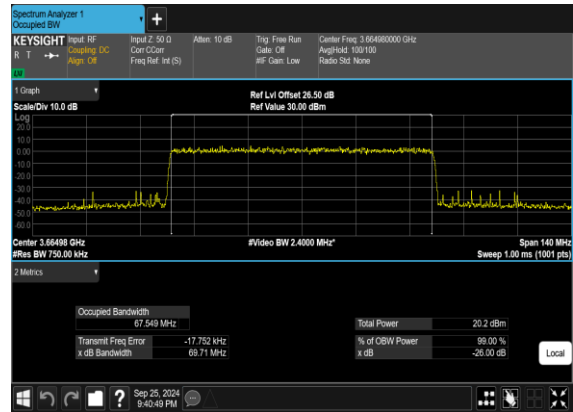 Spectrum Analyzer 1
Occupied BW
+
KEYSIGHT Input: RF Input Z: 50 Ω Atten: 10 dB Trig: Free Run Center Freq: 3.664980000 GHz
R T Coupling: DC Corr CCorr Gate: Off Avg|Hold: 100/100
Align: Off Freq Ref: Int (S) #IF Gain: Low Radio Std: None
LW
1 Graph Ref Lvl Offset 26.50 dB
Scale/Div 10.0 dB Ref Value 30.00 dBm
Log
20.0
10.0
0.00
-10.0
-20.0
-30.0
-40.0
-50.0
-60.0
Center 3.66498 GHz #Video BW 2.4000 MHz* Span 140 MHz
#Res BW 750.00 kHz Sweep 1.00 ms (1001 pts)
2 Metrics
Occupied Bandwidth
67.549 MHz Total Power 20.2 dBm
Transmit Freq Error -17.752 kHz % of OBW Power 99.00 %
x dB Bandwidth 69.71 MHz x dB -26.00 dB
Local
? Sep 25, 2024
9:40:49 PM